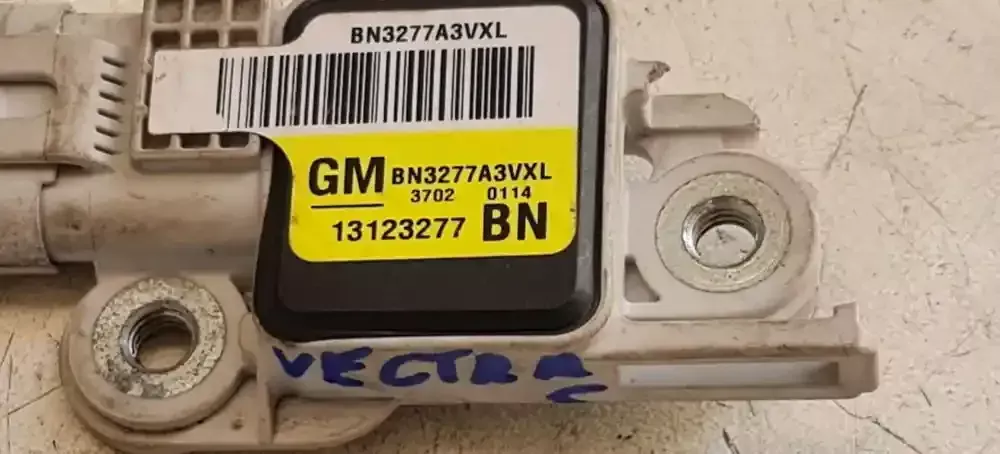 BN3277A3VXL
GM BN3277A3VXL
3702 0114
13123277 BN
VECTRA
C